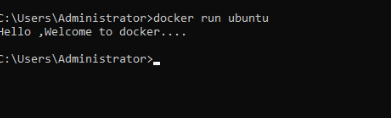 C:\Users\Administrator>docker run ubuntu
Hello ,Welcome to docker....
C:\Users\Administrator>